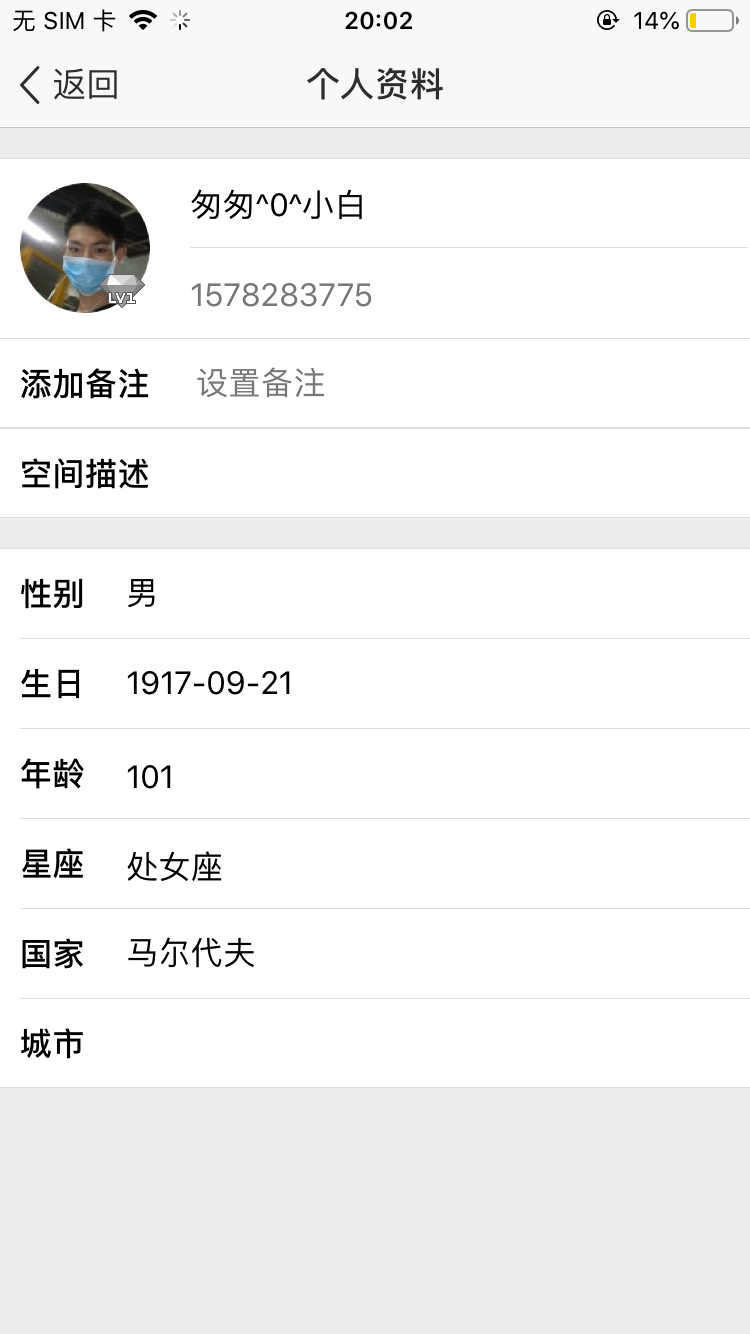 无 SIM 卡 20:02 14%
返回 个人资料
匆匆^0^小白
LV1
1578283775
添加备注 设置备注
空间描述
性别 男
生日 1917-09-21
年龄 101
星座 处女座
国家 马尔代夫
城市